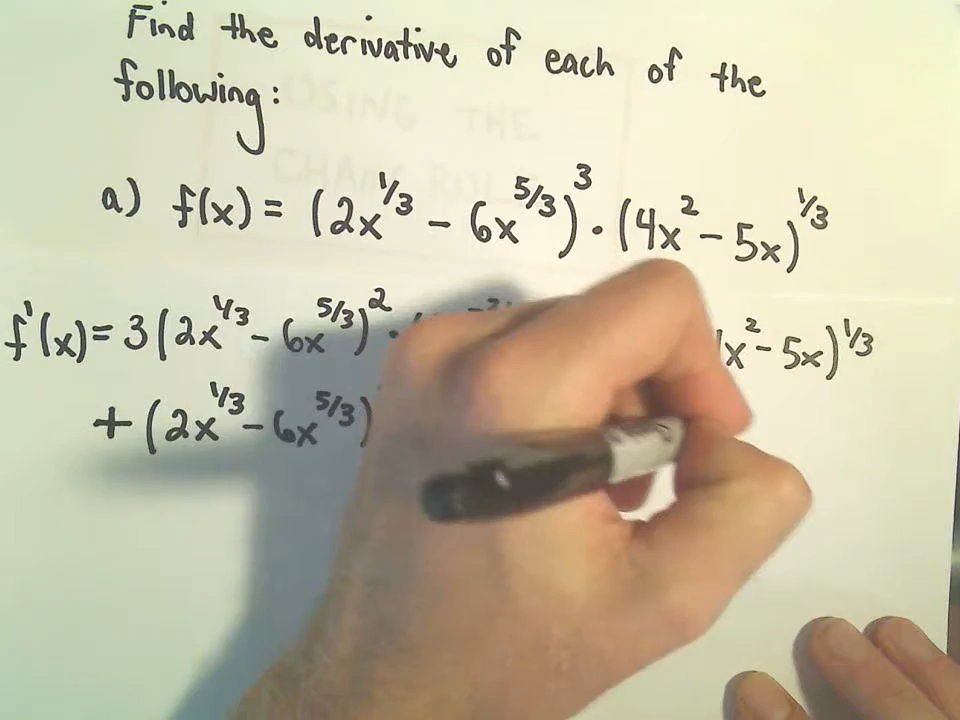 Find the derivative of each of the
following:
USING THE
a) f(x) = (2x^{1/3} - 6x^{5/3})^3 · (4x^2 - 5x)^{1/3}
f'(x) = 3(2x^{1/3} - 6x^{5/3})^2 · x^2 - 5x)^{1/3}
+ (2x^{1/3} - 6x^{5/3})